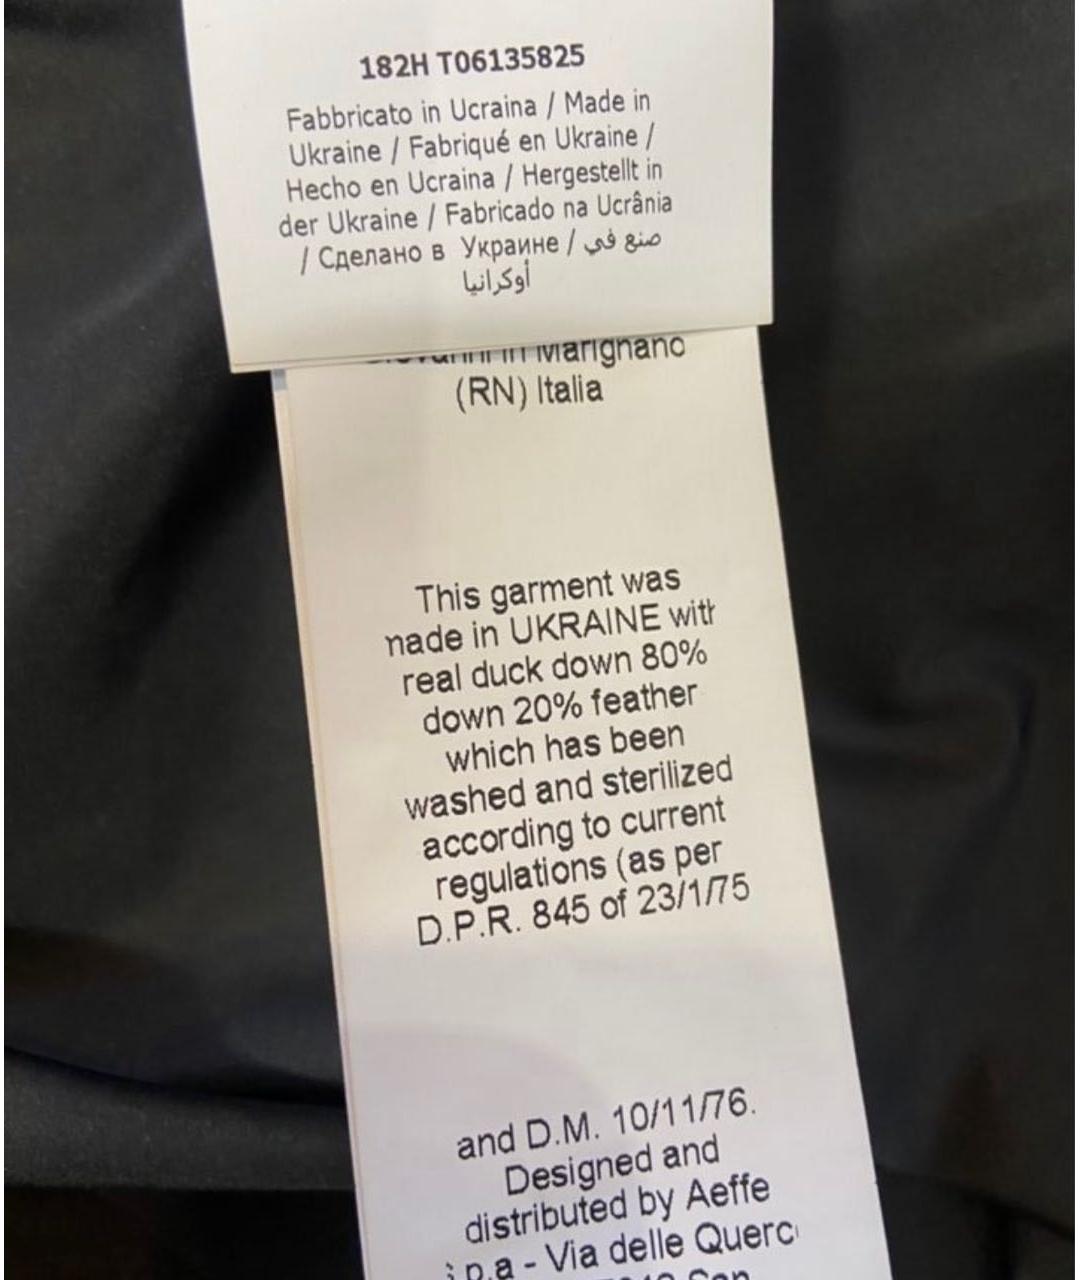 182H T06135825
Fabbricato in Ucraina / Made in
Ukraine / Fabriqué en Ukraine /
Hecho en Ucraina / Hergestellt in
der Ukraine / Fabricado na Ucrânia
/ Сделано в Украине / صنع في
أوكرانيا
in Marignano
(RN) Italia
This garment was
nade in UKRAINE with
real duck down 80%
down 20% feather
which has been
washed and sterilized
according to current
regulations (as per
D.P.R. 845 of 23/1/75
and D.M. 10/11/76.
Designed and
distributed by Aeffe
p.a - Via delle Querc